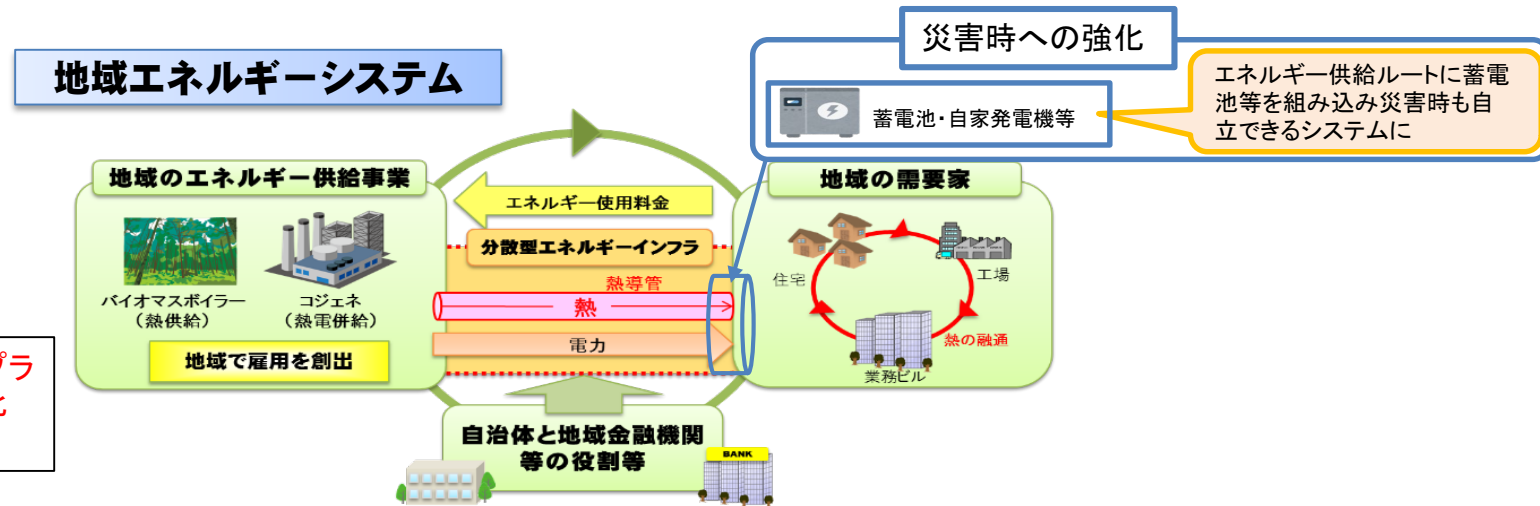 災害時への強化
地域エネルギーシステム
蓄電池・自家発電機等
エネルギー供給ルートに蓄電
池等を組み込み災害時も自
立できるシステムに
地域のエネルギー供給事業
エネルギー使用料金
地域の需要家
分散型エネルギーインフラ
バイオマスボイラー
（熱供給）
コジェネ
（熱電併給）
地域で雇用を創出
熱導管
熱
電力
住宅
工場
熱の融通
業務ビル
プラ
自治体と地域金融機関
等の役割等
BANK